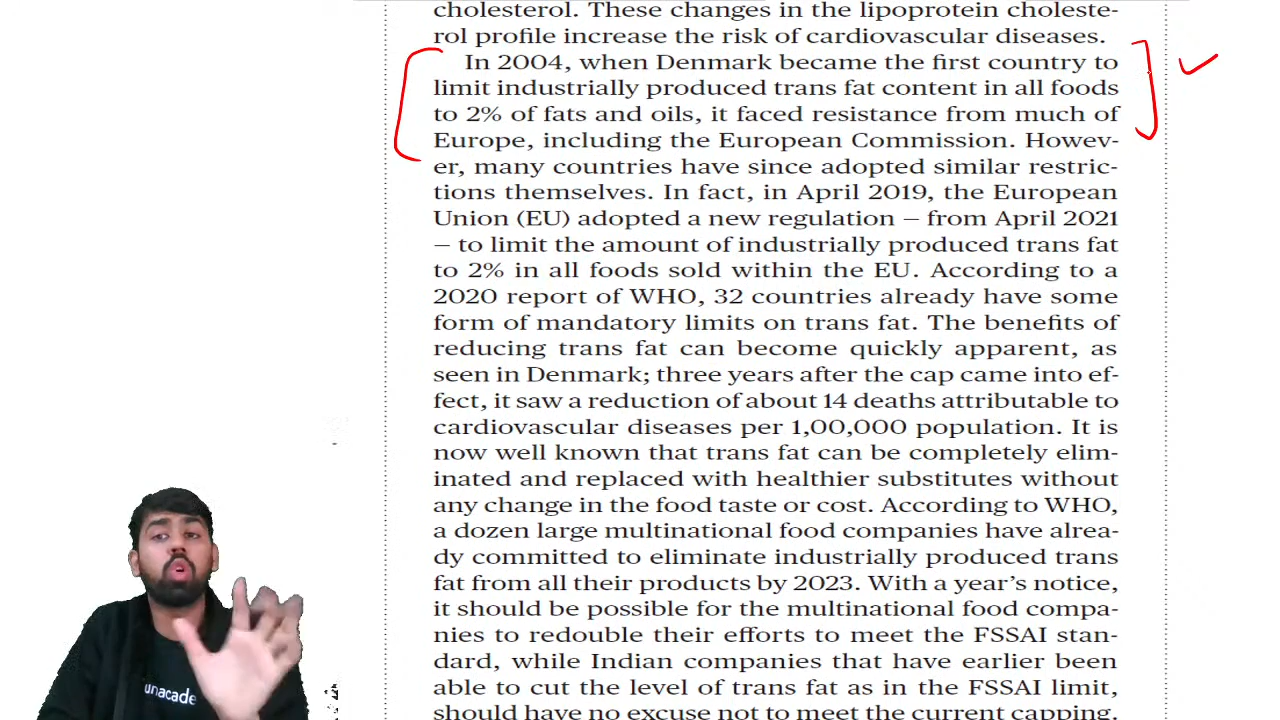 cholesterol. These changes in the lipoprotein choleste-
rol profile increase the risk of cardiovascular diseases.
In 2004, when Denmark became the first country to
limit industrially produced trans fat content in all foods
to 2% of fats and oils, it faced resistance from much of
Europe, including the European Commission. Howev-
er, many countries have since adopted similar restric-
tions themselves. In fact, in April 2019, the European
Union (EU) adopted a new regulation – from April 2021
– to limit the amount of industrially produced trans fat
to 2% in all foods sold within the EU. According to a
2020 report of WHO, 32 countries already have some
form of mandatory limits on trans fat. The benefits of
reducing trans fat can become quickly apparent, as
seen in Denmark; three years after the cap came into ef-
fect, it saw a reduction of about 14 deaths attributable to
cardiovascular diseases per 1,00,000 population. It is
now well known that trans fat can be completely elim-
inated and replaced with healthier substitutes without
any change in the food taste or cost. According to WHO,
a dozen large multinational food companies have alrea-
dy committed to eliminate industrially produced trans
fat from all their products by 2023. With a year’s notice,
it should be possible for the multinational food compa-
nies to redouble their efforts to meet the FSSAI stan-
dard, while Indian companies that have earlier been
able to cut the level of trans fat as in the FSSAI limit,
should have no excuse not to meet the current capping.
unacade